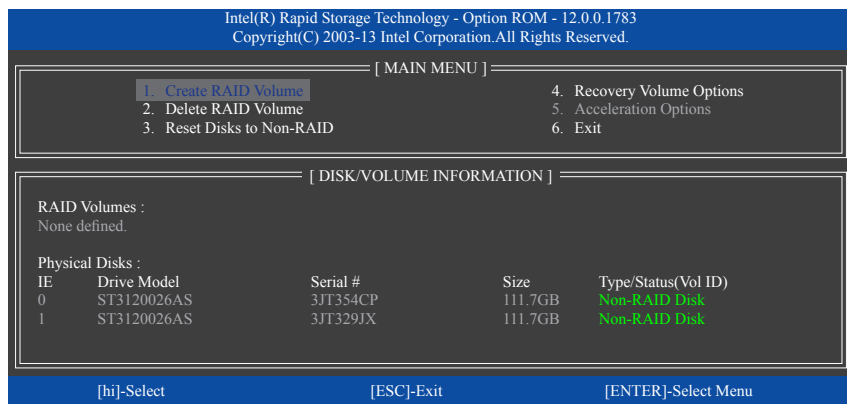 Intel(R) Rapid Storage Technology - Option ROM - 12.0.0.1783
Copyright(C) 2003-13 Intel Corporation.All Rights Reserved.
[ MAIN MENU ]
1. Create RAID Volume
2. Delete RAID Volume
3. Reset Disks to Non-RAID
4. Recovery Volume Options
5. Acceleration Options
6. Exit
[ DISK/VOLUME INFORMATION ]
RAID Volumes :
None defined.
Physical Disks :
IE Drive Model Serial # Size Type/Status(Vol ID)
0 ST3120026AS 3JT354CP 111.7GB Non-RAID Disk
1 ST3120026AS 3JT329JX 111.7GB Non-RAID Disk
[hi]-Select [ESC]-Exit [ENTER]-Select Menu